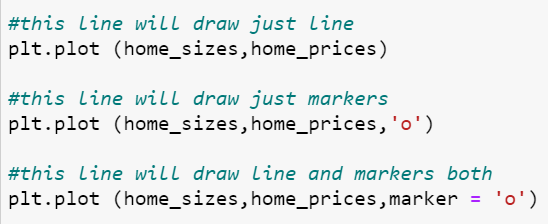 #this line will draw just line
plt.plot (home_sizes,home_prices)
#this line will draw just markers
plt.plot (home_sizes,home_prices,'o')
#this line will draw line and markers both
plt.plot (home_sizes,home_prices,marker = 'o')